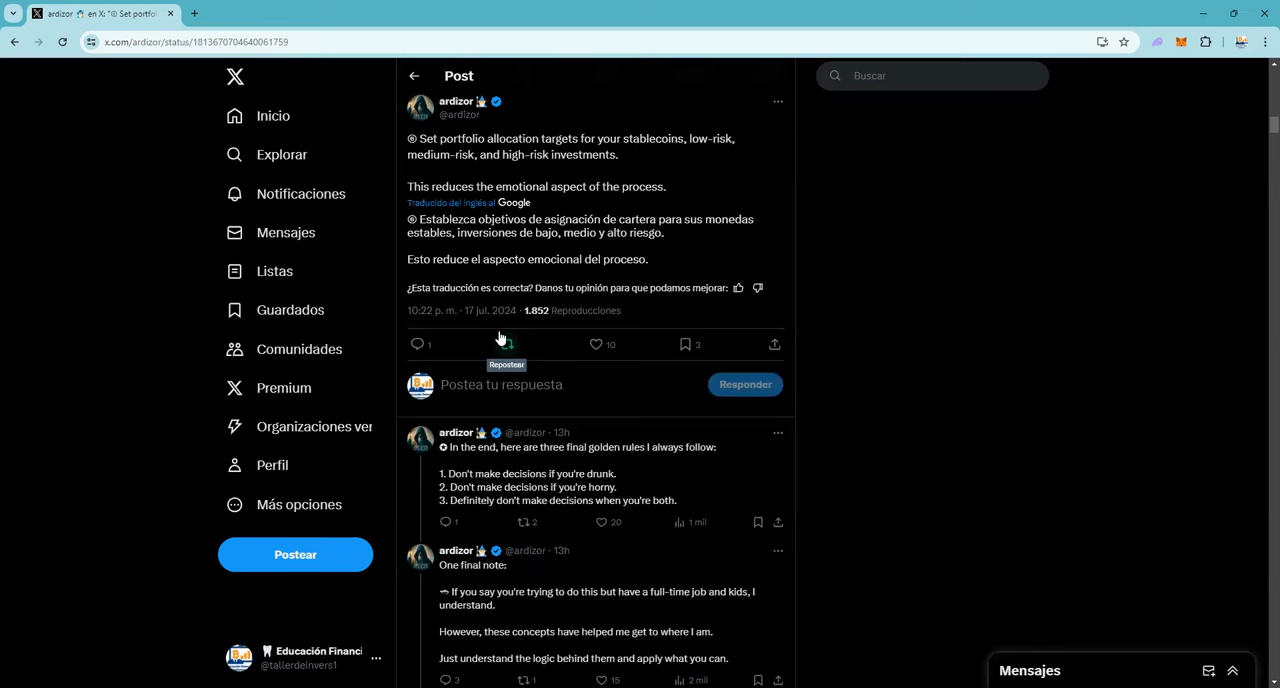 ardizor en X: "® Set portfol
x.com/ardizor/status/1813670704640061759
Post
Buscar
Inicio
Explorar
Notificaciones
Mensajes
Listas
Guardados
Comunidades
Premium
Organizaciones ver
Perfil
Más opciones
Postear
Educación Financi
@tallerdeinvers1
ardizor
@ardizor
® Set portfolio allocation targets for your stablecoins, low-risk,
medium-risk, and high-risk investments.
This reduces the emotional aspect of the process.
Traducido del inglés al Google
® Establezca objetivos de asignación de cartera para sus monedas
estables, inversiones de bajo, medio y alto riesgo.
Esto reduce el aspecto emocional del proceso.
¿Esta traducción es correcta? Danos tu opinión para que podamos mejorar:
10:22 p. m. · 17 jul. 2024 · 1.852 Reproducciones
1 10 3
Repostear
Postea tu respuesta
Responder
ardizor @ardizor · 13h
✪ In the end, here are three final golden rules I always follow:
1. Don't make decisions if you're drunk.
2. Don't make decisions if you're horny.
3. Definitely don't make decisions when you're both.
1 2 20 1 mil
ardizor @ardizor · 13h
One final note:
If you say you're trying to do this but have a full-time job and kids, I
understand.
However, these concepts have helped me get to where I am.
Just understand the logic behind them and apply what you can.
3 1 15 2 mil
Mensajes